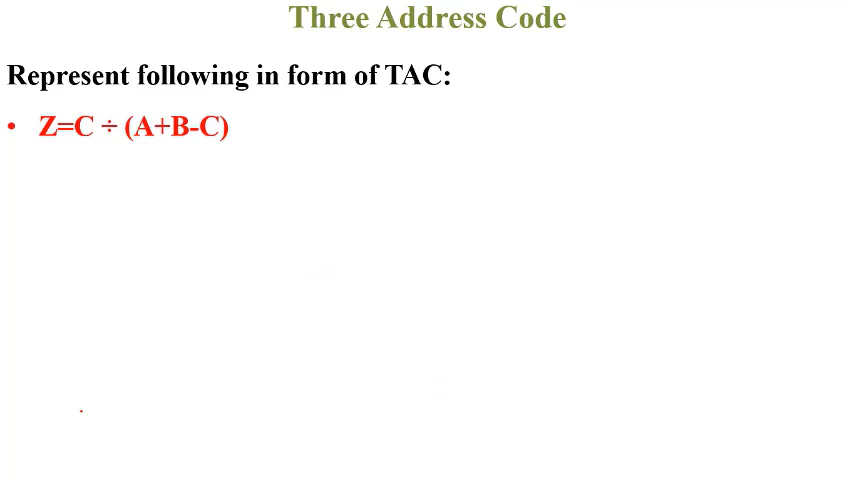 Three Address Code
Represent following in form of TAC:
• Z=C ÷ (A+B-C)